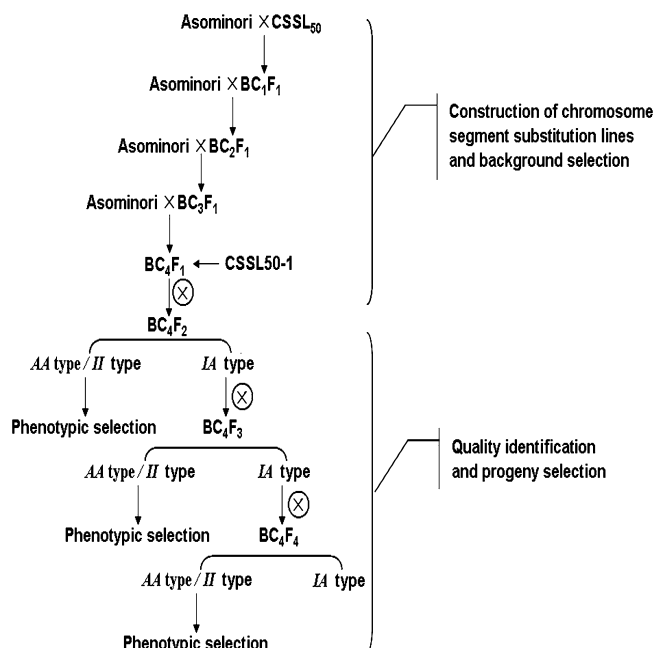 Asominori × CSSL50
Asominori × BC1F1
Asominori × BC2F1
Asominori × BC3F1
BC4F1 ← CSSL50-1
BC4F2
AA type / II type IA type
Phenotypic selection BC4F3
AA type / II type IA type
Phenotypic selection BC4F4
AA type / II type IA type
Phenotypic selection
Construction of chromosome
segment substitution lines
and background selection
Quality identification
and progeny selection